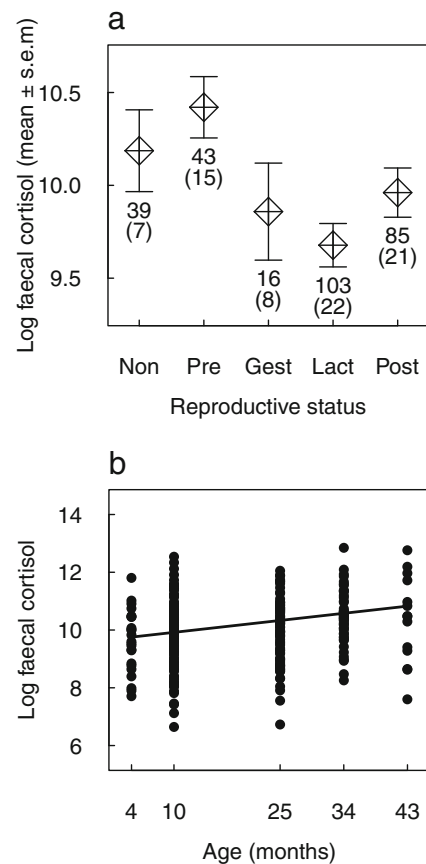 a
Log faecal cortisol (mean ± s.e.m)
10.5
10.0
9.5
39
(7)
43
(15)
16
(8)
103
(22)
85
(21)
Non Pre Gest Lact Post
Reproductive status
b
Log faecal cortisol
14
12
10
8
6
4 10 25 34 43
Age (months)